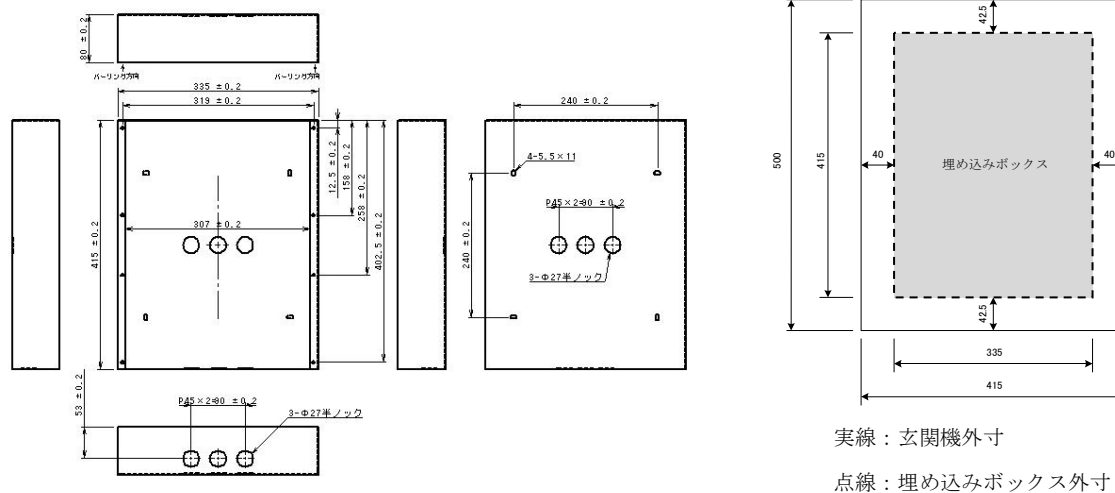 80 ±0.2
バーリング方向
バーリング方向
335 ±0.2
319 ±0.2
12.5 ±0.2
158 ±0.2
258 ±0.2
402.5 ±0.2
415 ±0.2
307 ±0.2
240 ±0.2
4-5.5×11
P45×2=90 ±0.2
240 ±0.2
3-Φ27半ノック
53 ±0.2
P45×2=90 ±0.2
3-Φ27半ノック
42.5
500
415
40
埋め込みボックス
40
42.5
335
415
実線：玄関機外寸
点線：埋め込みボックス外寸